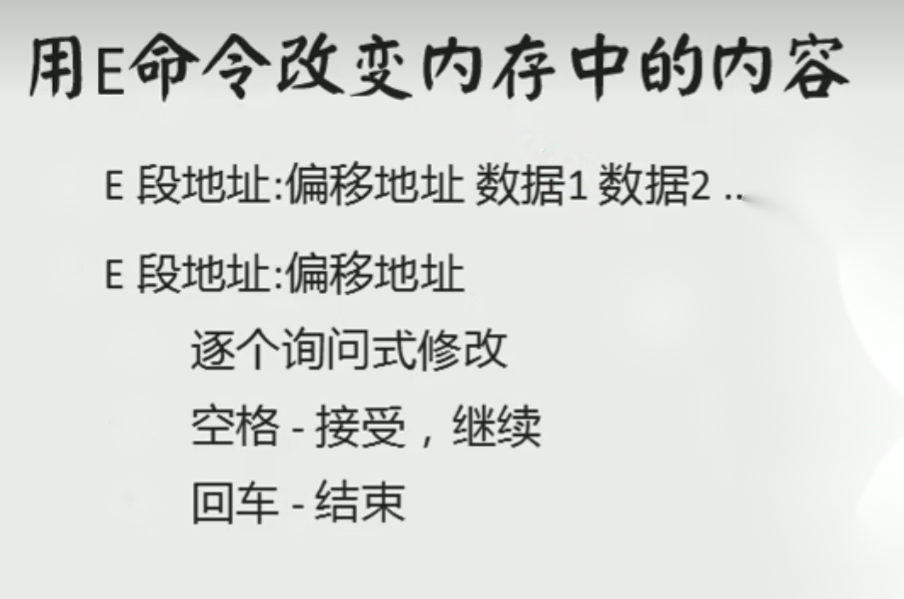 用E命令改变内存中的内容
E 段地址:偏移地址 数据1 数据2 ..
E 段地址:偏移地址
逐个询问式修改
空格 - 接受，继续
回车 - 结束